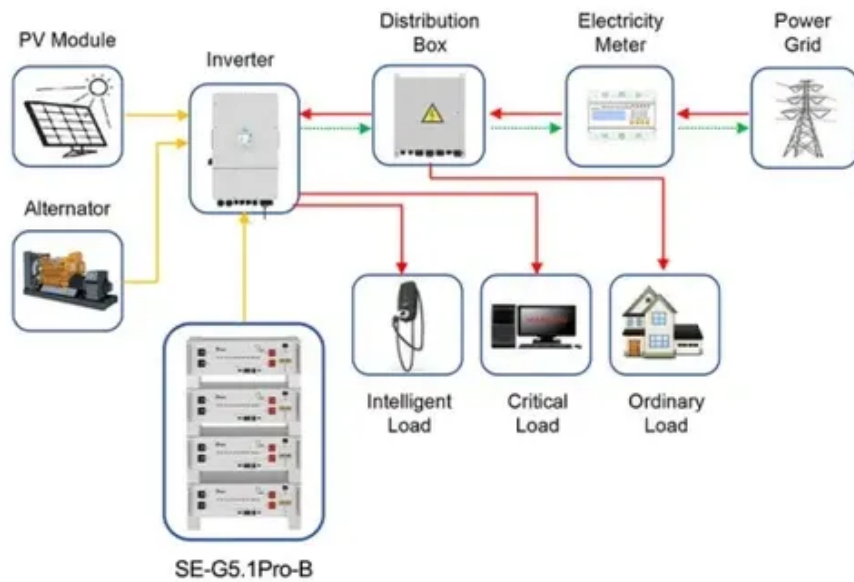 PV Module
Inverter
Distribution
Box
Electricity
Meter
Power
Grid
Alternator
Intelligent
Load
Critical
Load
Ordinary
Load
SE-G5.1Pro-B